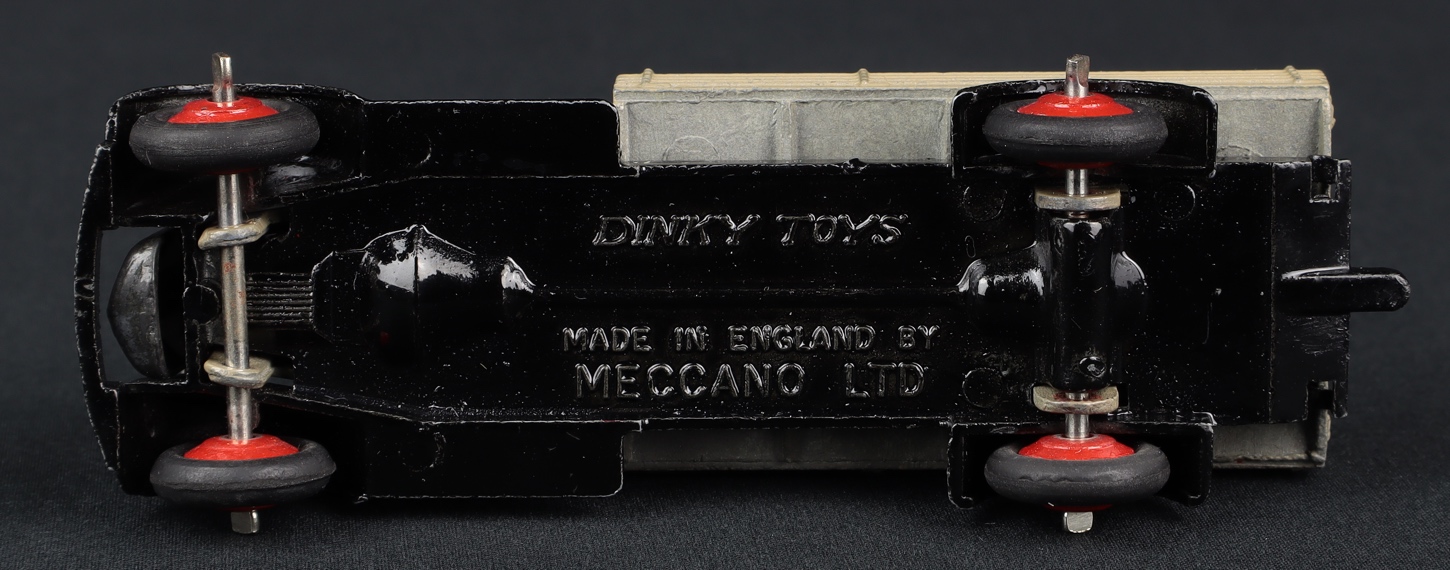 DINKY TOYS
MADE IN ENGLAND BY
MECCANO LTD